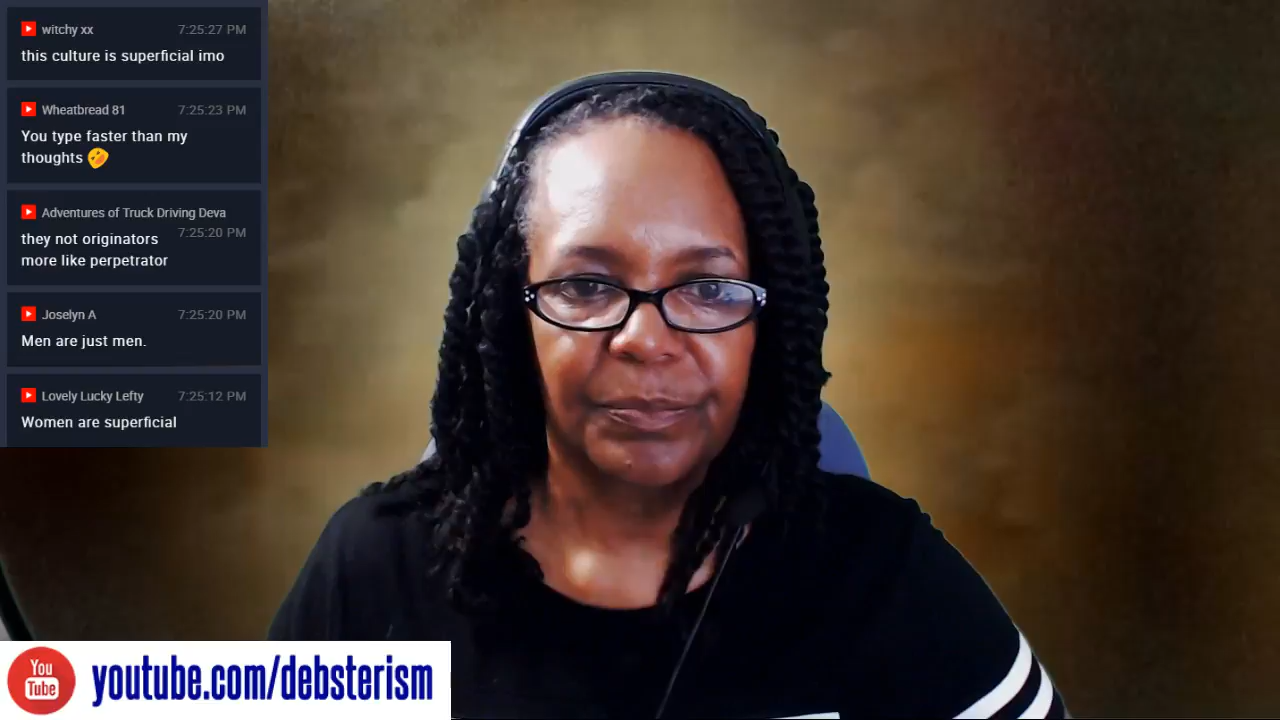 witchy xx 7:25:27 PM
this culture is superficial imo
Wheatbread 81 7:25:23 PM
You type faster than my
thoughts 🤣
Adventures of Truck Driving Deva
7:25:20 PM
they not originators
more like perpetrator
Joselyn A 7:25:20 PM
Men are just men.
Lovely Lucky Lefty 7:25:12 PM
Women are superficial
You
Tube
youtube.com/debsterism